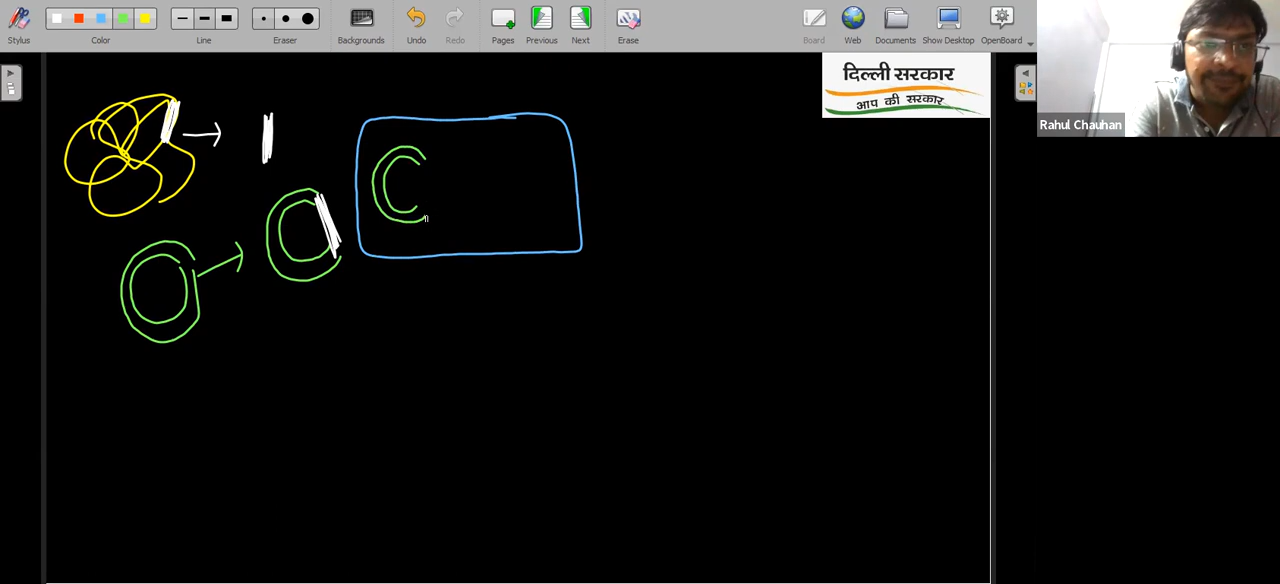 Stylus
Color
Line
Eraser
Backgrounds
Undo
Redo
Pages
Previous
Next
Erase
Board
Web
Documents
Show Desktop
OpenBoard
दिल्ली सरकार
आप की सरकार
Rahul Chauhan